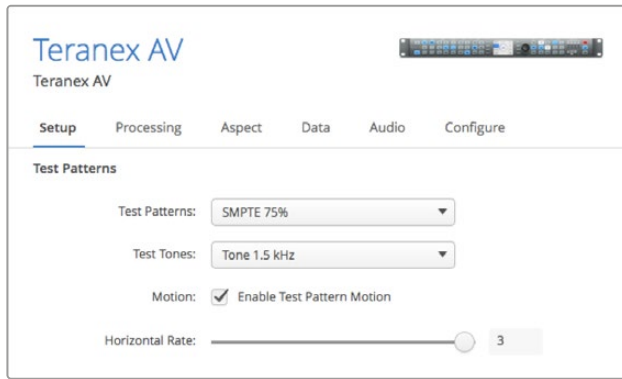 Teranex AV
Teranex AV
Setup Processing Aspect Data Audio Configure
Test Patterns
Test Patterns: SMPTE 75%
Test Tones: Tone 1.5 kHz
Motion: Enable Test Pattern Motion
Horizontal Rate: 3